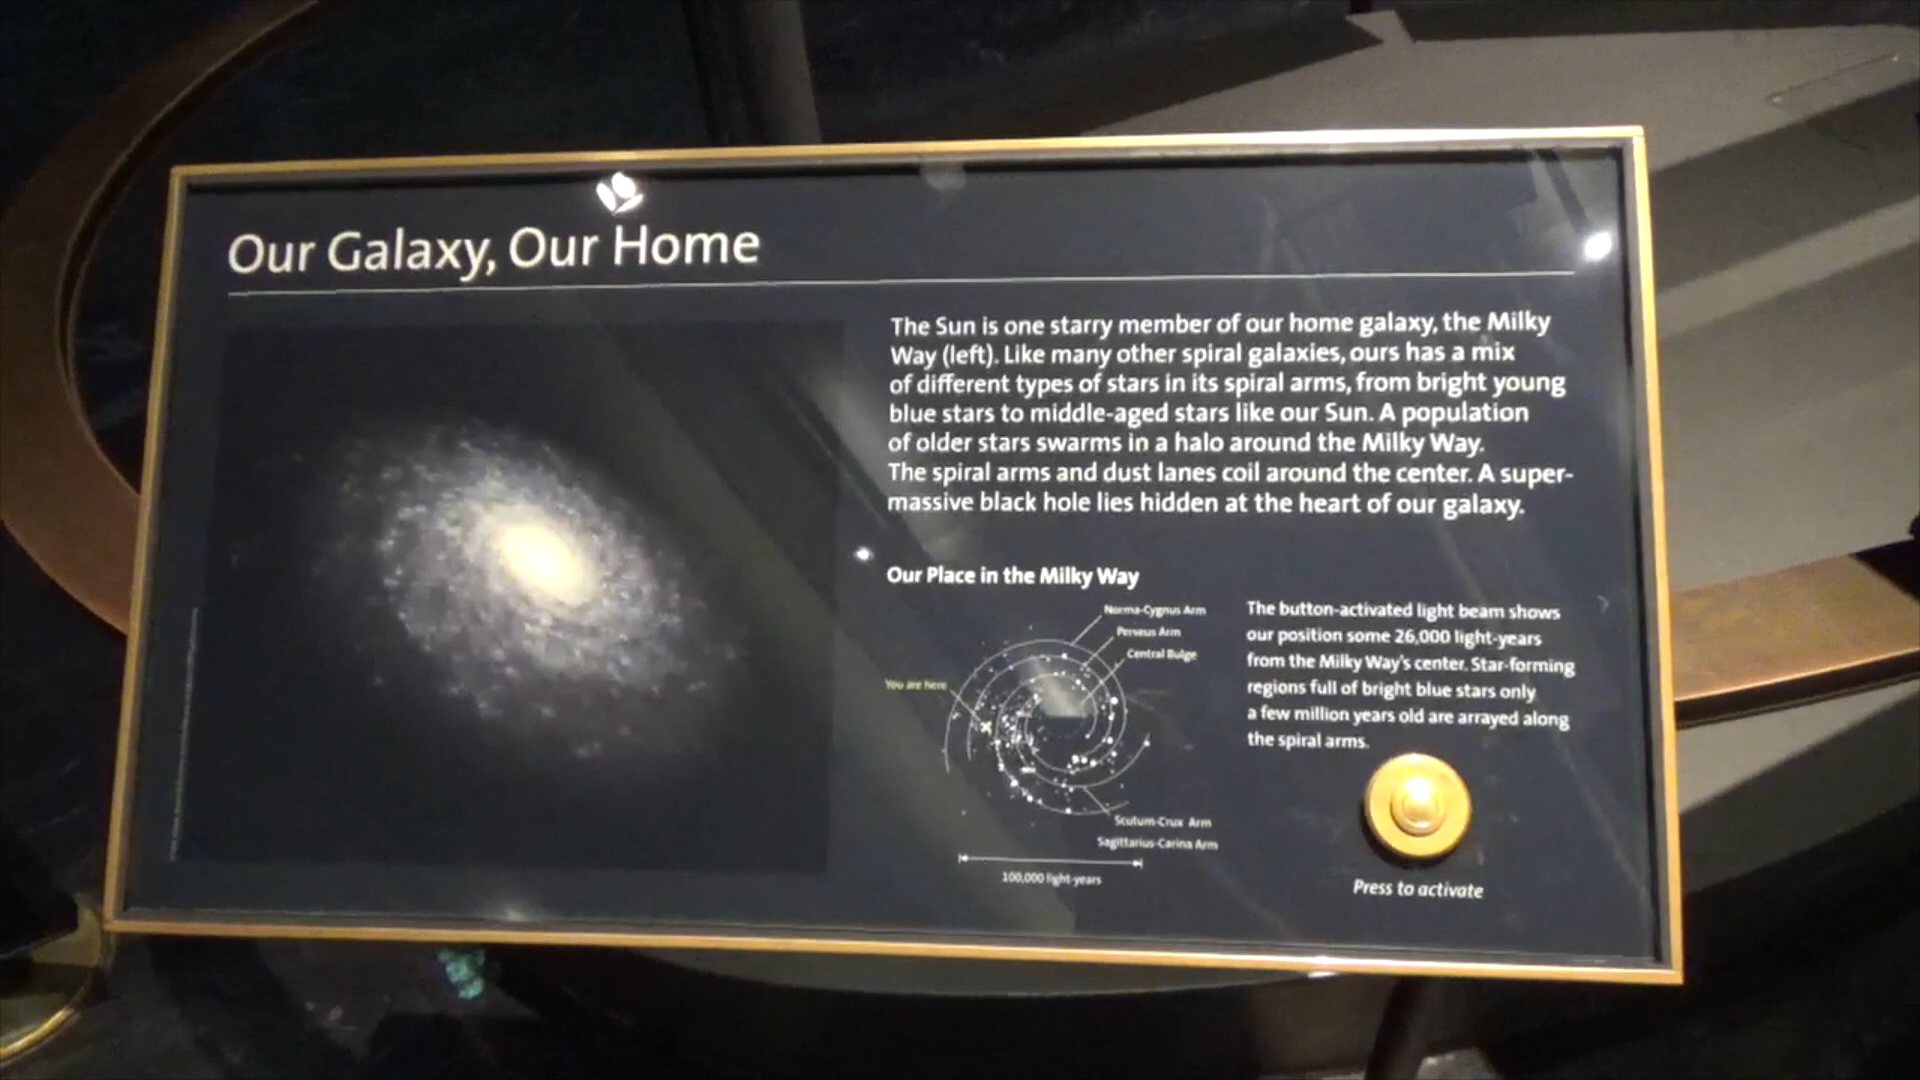 Our Galaxy, Our Home
The Sun is one starry member of our home galaxy, the Milky
Way (left). Like many other spiral galaxies, ours has a mix
of different types of stars in its spiral arms, from bright young
blue stars to middle-aged stars like our Sun. A population
of older stars swarms in a halo around the Milky Way.
The spiral arms and dust lanes coil around the center. A super-
massive black hole lies hidden at the heart of our galaxy.
Our Place in the Milky Way
Norma-Cygnus Arm
Perseus Arm
Central Bulge
You are here
Scutum-Crux Arm
Sagittarius-Carina Arm
100,000 light-years
The button-activated light beam shows
our position some 26,000 light-years
from the Milky Way's center. Star-forming
regions full of bright blue stars only
a few million years old are arrayed along
the spiral arms.
Press to activate